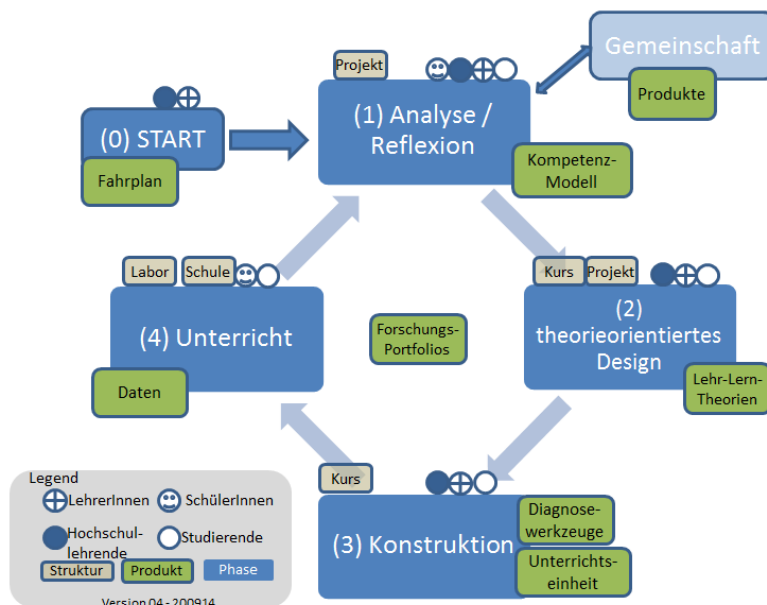 Projekt
Gemeinschaft
Produkte
(0) START
Fahrplan
(1) Analyse /
Reflexion
Kompetenz-
Modell
Labor
Schule
Kurs
Projekt
(4) Unterricht
Daten
Forschungs-
Portfolios
(2)
theorieorientiertes
Design
Lehr-Lern-
Theorien
Kurs
(3) Konstruktion
Diagnose-
werkzeuge
Unterrichts-
einheit
Legend
LehrerInnen
SchülerInnen
Hochschul-
lehrende
Studierende
Struktur
Produkt
Phase
Version 04 - 200914